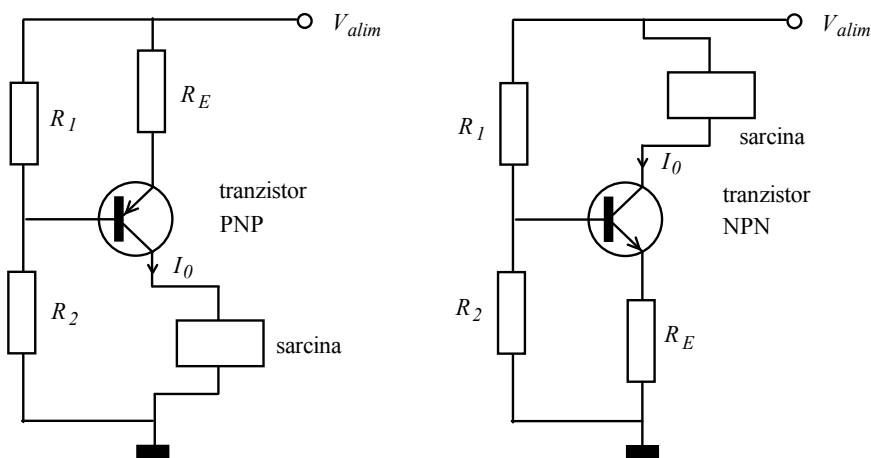 V_alim
R_E
R_1
tranzistor
PNP
I_0
R_2
sarcina
V_alim
R_1
sarcina
I_0
tranzistor
NPN
R_2
R_E